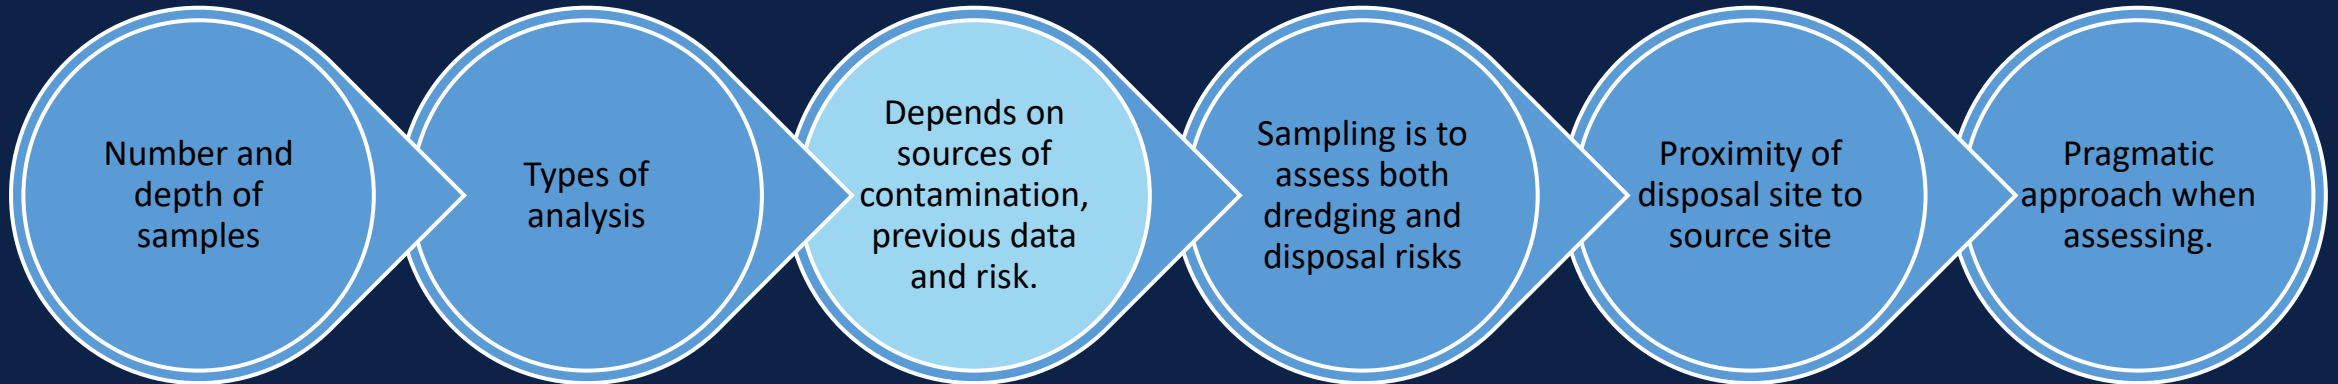 Number and
depth of
samples
Types of
analysis
Depends on
sources of
contamination,
previous data
and risk.
Sampling is to
assess both
dredging and
disposal risks
Proximity of
disposal site to
source site
Pragmatic
approach when
assessing.